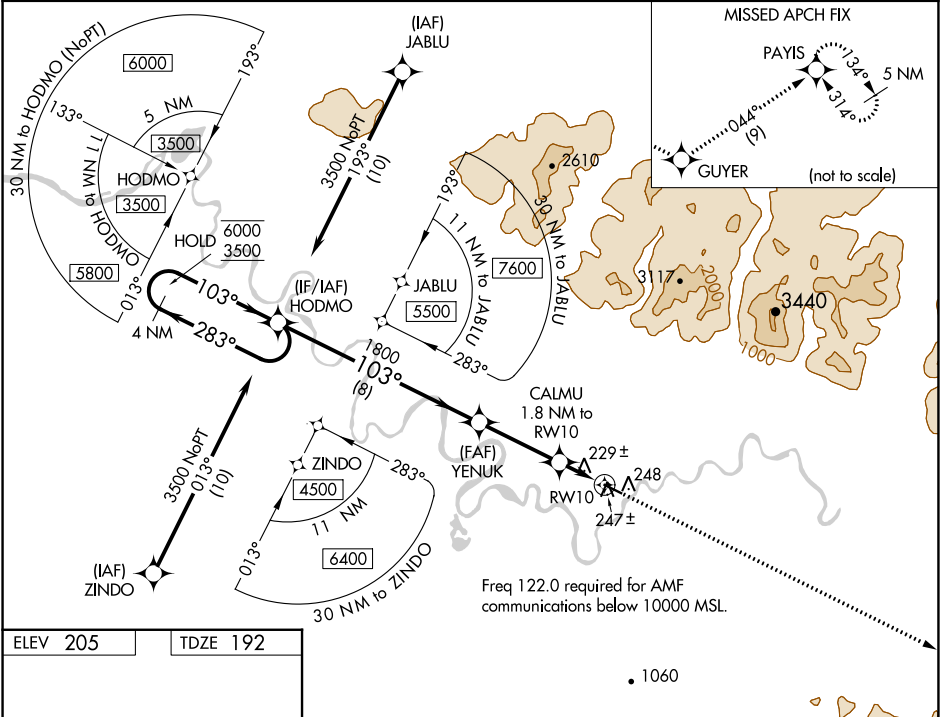 MISSED APCH FIX
PAYIS
134°
5 NM
314°
044°
(9)
GUYER
(not to scale)
(IAF)
JABLU
3500 NoPT
193°
(10)
30 NM to HODMO (NoPT)
6000
193°
133°
5 NM
3500
HODMO
11 NM to HODMO
3500
5800
013°
HOLD
6000
3500
103°
283°
4 NM
(IF/IAF)
HODMO
2610
193°
30 NM to JABLU
11 NM to JABLU
7600
JABLU
5500
283°
3117
2000
3440
1000
1800
103°
(8)
CALMU
1.8 NM to
RW10
(FAF)
YENUK
229±
248
RW10
247±
3500 NoPT
013°
(10)
(IAF)
ZINDO
ZINDO
4500
283°
11 NM
013°
6400
30 NM to ZINDO
Freq 122.0 required for AMF
communications below 10000 MSL.
1060
ELEV 205
TDZE 192